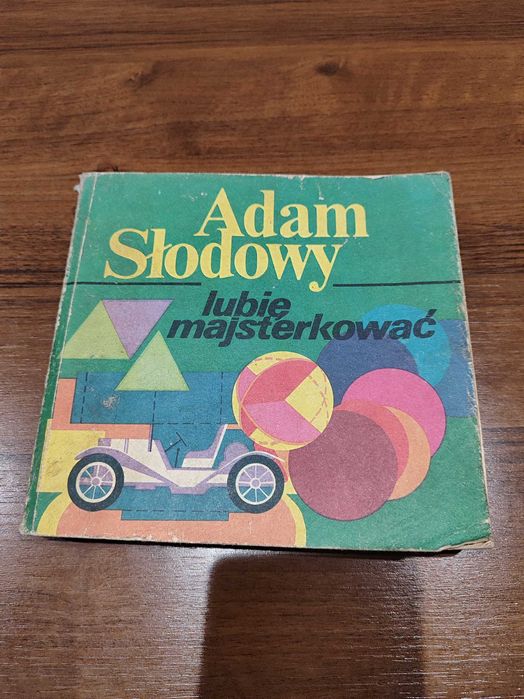 Adam
Słodowy
lubię
majsterkować